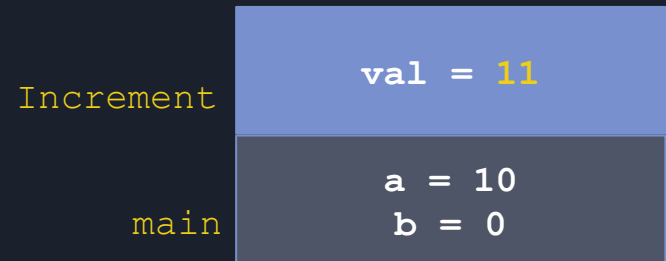 Increment
val = 11
main
a = 10
b = 0